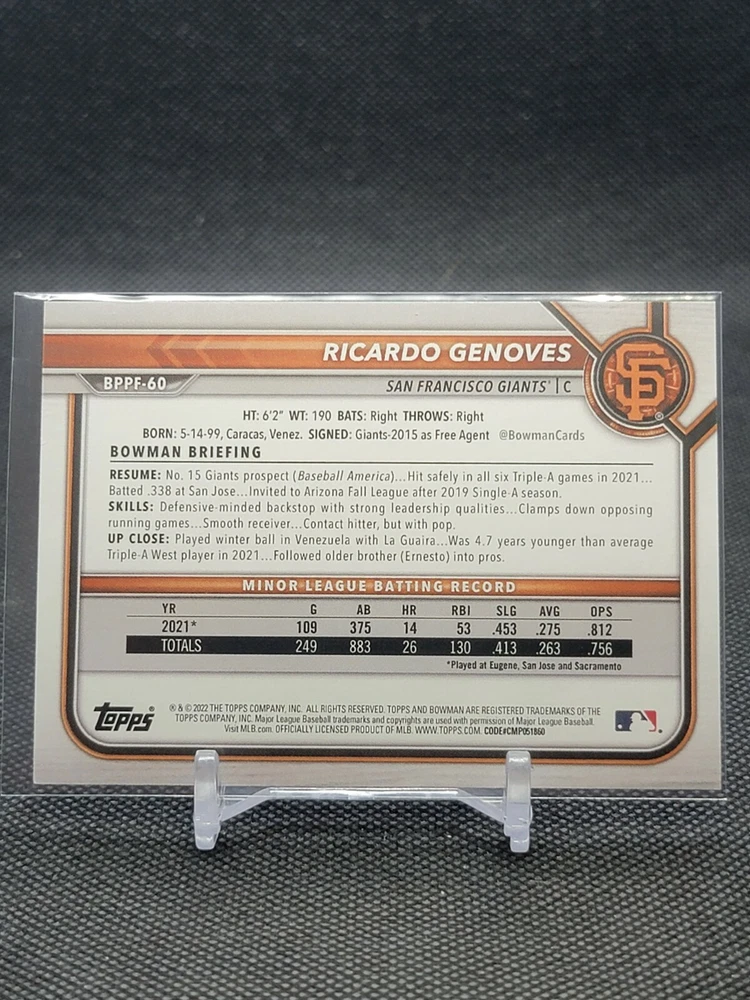 RICARDO GENOVES
BPPF-60
SAN FRANCISCO GIANTS® | C
SF
®
HT: 6'2" WT: 190 BATS: Right THROWS: Right
BORN: 5-14-99, Caracas, Venez. SIGNED: Giants-2015 as Free Agent @BowmanCards
BOWMAN BRIEFING
RESUME: No. 15 Giants prospect (Baseball America)...Hit safely in all six Triple-A games in 2021...
Batted .338 at San Jose...Invited to Arizona Fall League after 2019 Single-A season.
SKILLS: Defensive-minded backstop with strong leadership qualities...Clamps down opposing
running games...Smooth receiver...Contact hitter, but with pop.
UP CLOSE: Played winter ball in Venezuela with La Guaira...Was 4.7 years younger than average
Triple-A West player in 2021...Followed older brother (Ernesto) into pros.
MINOR LEAGUE BATTING RECORD
YR G AB HR RBI SLG AVG OPS
2021* 109 375 14 53 .453 .275 .812
TOTALS 249 883 26 130 .413 .263 .756
*Played at Eugene, San Jose and Sacramento
Topps®
® & © 2022 THE TOPPS COMPANY, INC. ALL RIGHTS RESERVED. TOPPS AND BOWMAN ARE REGISTERED TRADEMARKS OF THE
TOPPS COMPANY, INC. Major League Baseball trademarks and copyrights are used with permission of Major League Baseball.
Visit MLB.com. OFFICIALLY LICENSED PRODUCT OF MLB. WWW.TOPPS.COM. CODE#CMP051860